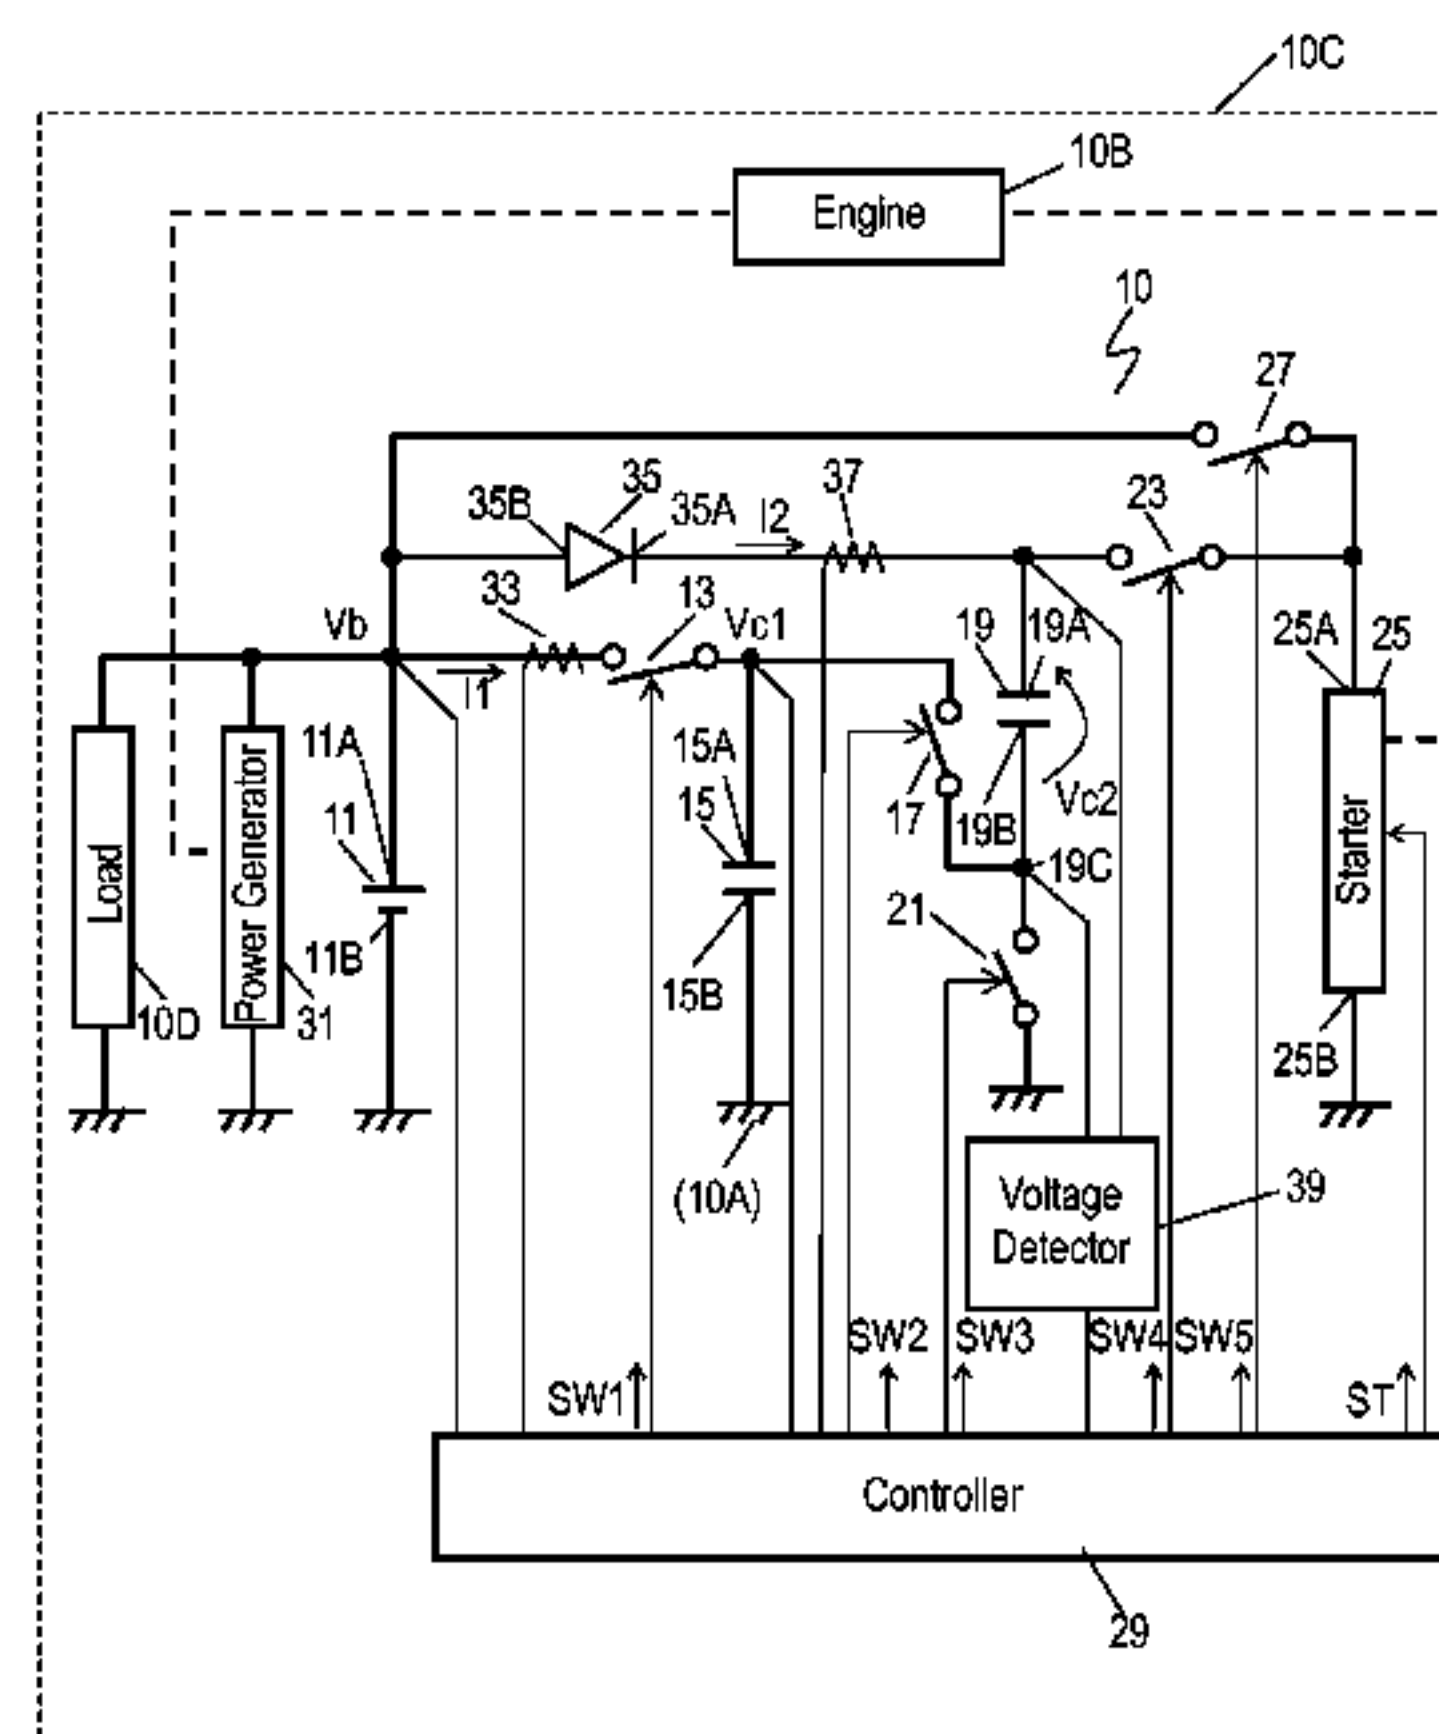 10C
10B
Engine
10
27
35
37
23
35B
35A
I2
33
13
Vb
Vc1
19
19A
25A
25
I1
11A
15A
Vc2
11
15
17
19B
19C
Load
Power Generator
Starter
21
11B
15B
10D
31
25B
(10A)
Voltage
Detector
39
SW1
SW2
SW3
SW4
SW5
ST
Controller
29